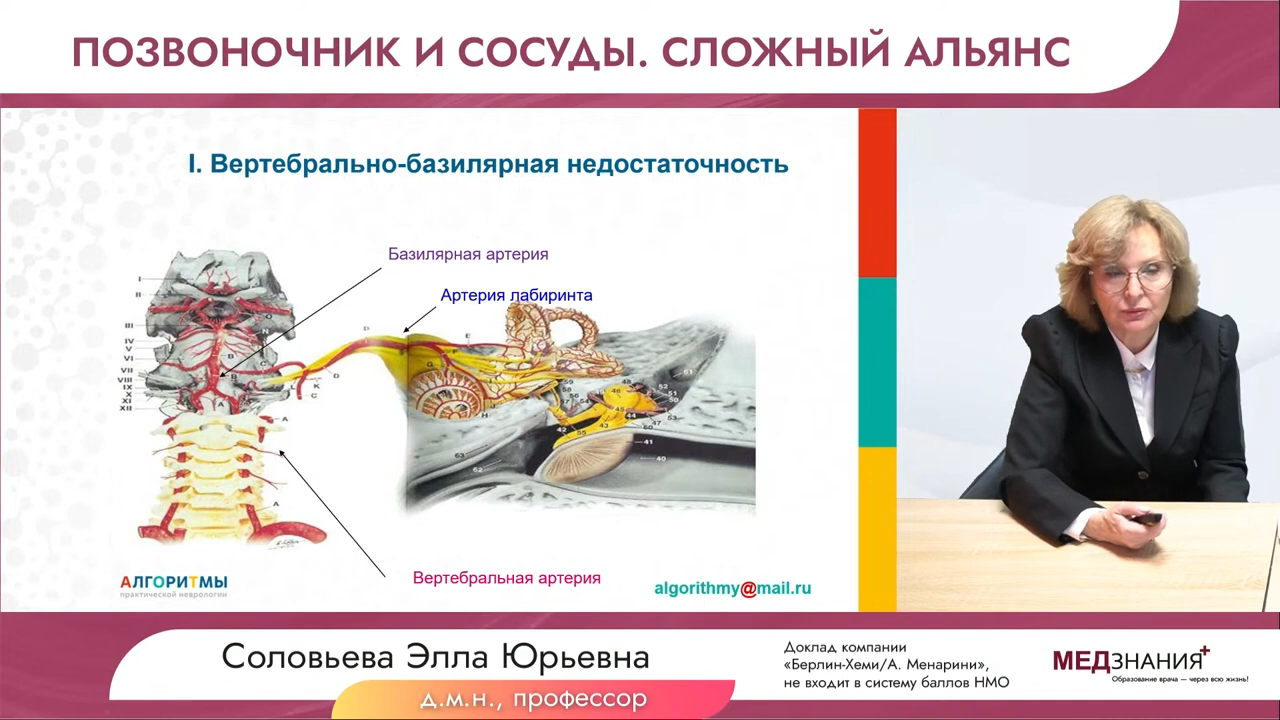 ПОЗВОНОЧНИК И СОСУДЫ. СЛОЖНЫЙ АЛЬЯНС
I. Вертебрально-базилярная недостаточность
Базилярная артерия
Артерия лабиринта
Вертебральная артерия
АЛГОРИТМЫ
практической неврологии
algorithmy@mail.ru
Соловьева Элла Юрьевна
д.м.н., профессор
Доклад компании
«Берлин-Хеми/А. Менарини»,
не входит в систему баллов НМО
МЕДЗНАНИЯ+
Образование врача — через всю жизнь!